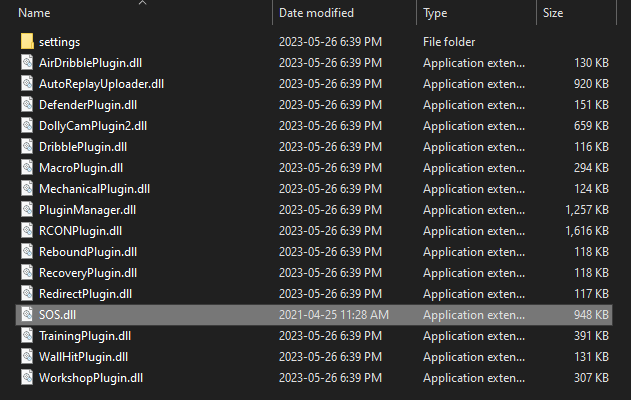 Name Date modified Type Size
settings 2023-05-26 6:39 PM File folder
AirDribblePlugin.dll 2023-05-26 6:39 PM Application exten... 130 KB
AutoReplayUploader.dll 2023-05-26 6:39 PM Application exten... 920 KB
DefenderPlugin.dll 2023-05-26 6:39 PM Application exten... 151 KB
DollyCamPlugin2.dll 2023-05-26 6:39 PM Application exten... 659 KB
DribblePlugin.dll 2023-05-26 6:39 PM Application exten... 116 KB
MacroPlugin.dll 2023-05-26 6:39 PM Application exten... 294 KB
MechanicalPlugin.dll 2023-05-26 6:39 PM Application exten... 124 KB
PluginManager.dll 2023-05-26 6:39 PM Application exten... 1,257 KB
RCONPlugin.dll 2023-05-26 6:39 PM Application exten... 1,616 KB
ReboundPlugin.dll 2023-05-26 6:39 PM Application exten... 118 KB
RecoveryPlugin.dll 2023-05-26 6:39 PM Application exten... 118 KB
RedirectPlugin.dll 2023-05-26 6:39 PM Application exten... 117 KB
SOS.dll 2021-04-25 11:28 AM Application exten... 948 KB
TrainingPlugin.dll 2023-05-26 6:39 PM Application exten... 391 KB
WallHitPlugin.dll 2023-05-26 6:39 PM Application exten... 131 KB
WorkshopPlugin.dll 2023-05-26 6:39 PM Application exten... 307 KB